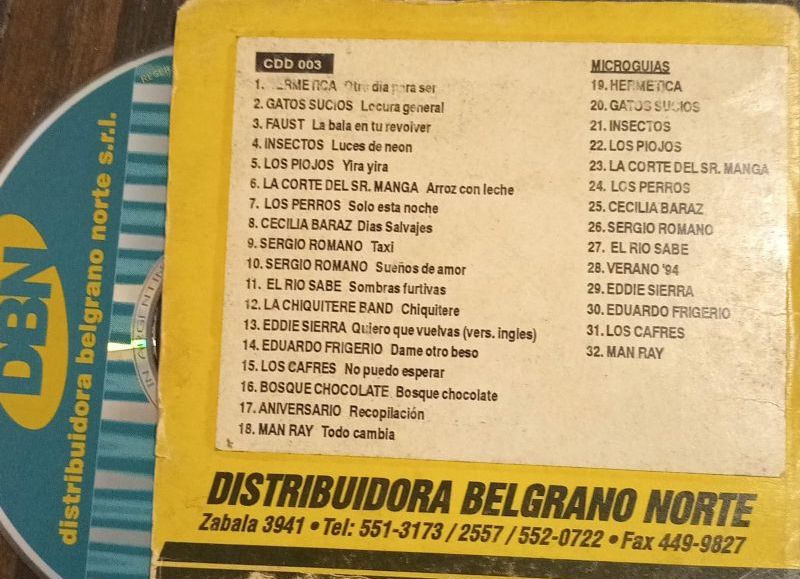 CDD 003
1. HERMETICA Otro dia para ser
2. GATOS SUCIOS Locura general
3. FAUST La bala en tu revolver
4. INSECTOS Luces de neon
5. LOS PIOJOS Yira yira
6. LA CORTE DEL SR. MANGA Arroz con leche
7. LOS PERROS Solo esta noche
8. CECILIA BARAZ Dias Salvajes
9. SERGIO ROMANO Taxi
10. SERGIO ROMANO Sueños de amor
11. EL RIO SABE Sombras furtivas
12. LA CHIQUITERE BAND Chiquitere
13. EDDIE SIERRA Quiero que vuelvas (vers. ingles)
14. EDUARDO FRIGERIO Dame otro beso
15. LOS CAFRES No puedo esperar
16. BOSQUE CHOCOLATE Bosque chocolate
17. ANIVERSARIO Recopilación
18. MAN RAY Todo cambia
MICROGUIAS
19. HERMETICA
20. GATOS SUCIOS
21. INSECTOS
22. LOS PIOJOS
23. LA CORTE DEL SR. MANGA
24. LOS PERROS
25. CECILIA BARAZ
26. SERGIO ROMANO
27. EL RIO SABE
28. VERANO '94
29. EDDIE SIERRA
30. EDUARDO FRIGERIO
31. LOS CAFRES
32. MAN RAY
DISTRIBUIDORA BELGRANO NORTE
Zabala 3941 • Tel: 551-3173 / 2557 / 552-0722 • Fax 449-9827
DBN
distribuidora belgrano norte s.r.l.
RESER
IN ARGENTIN